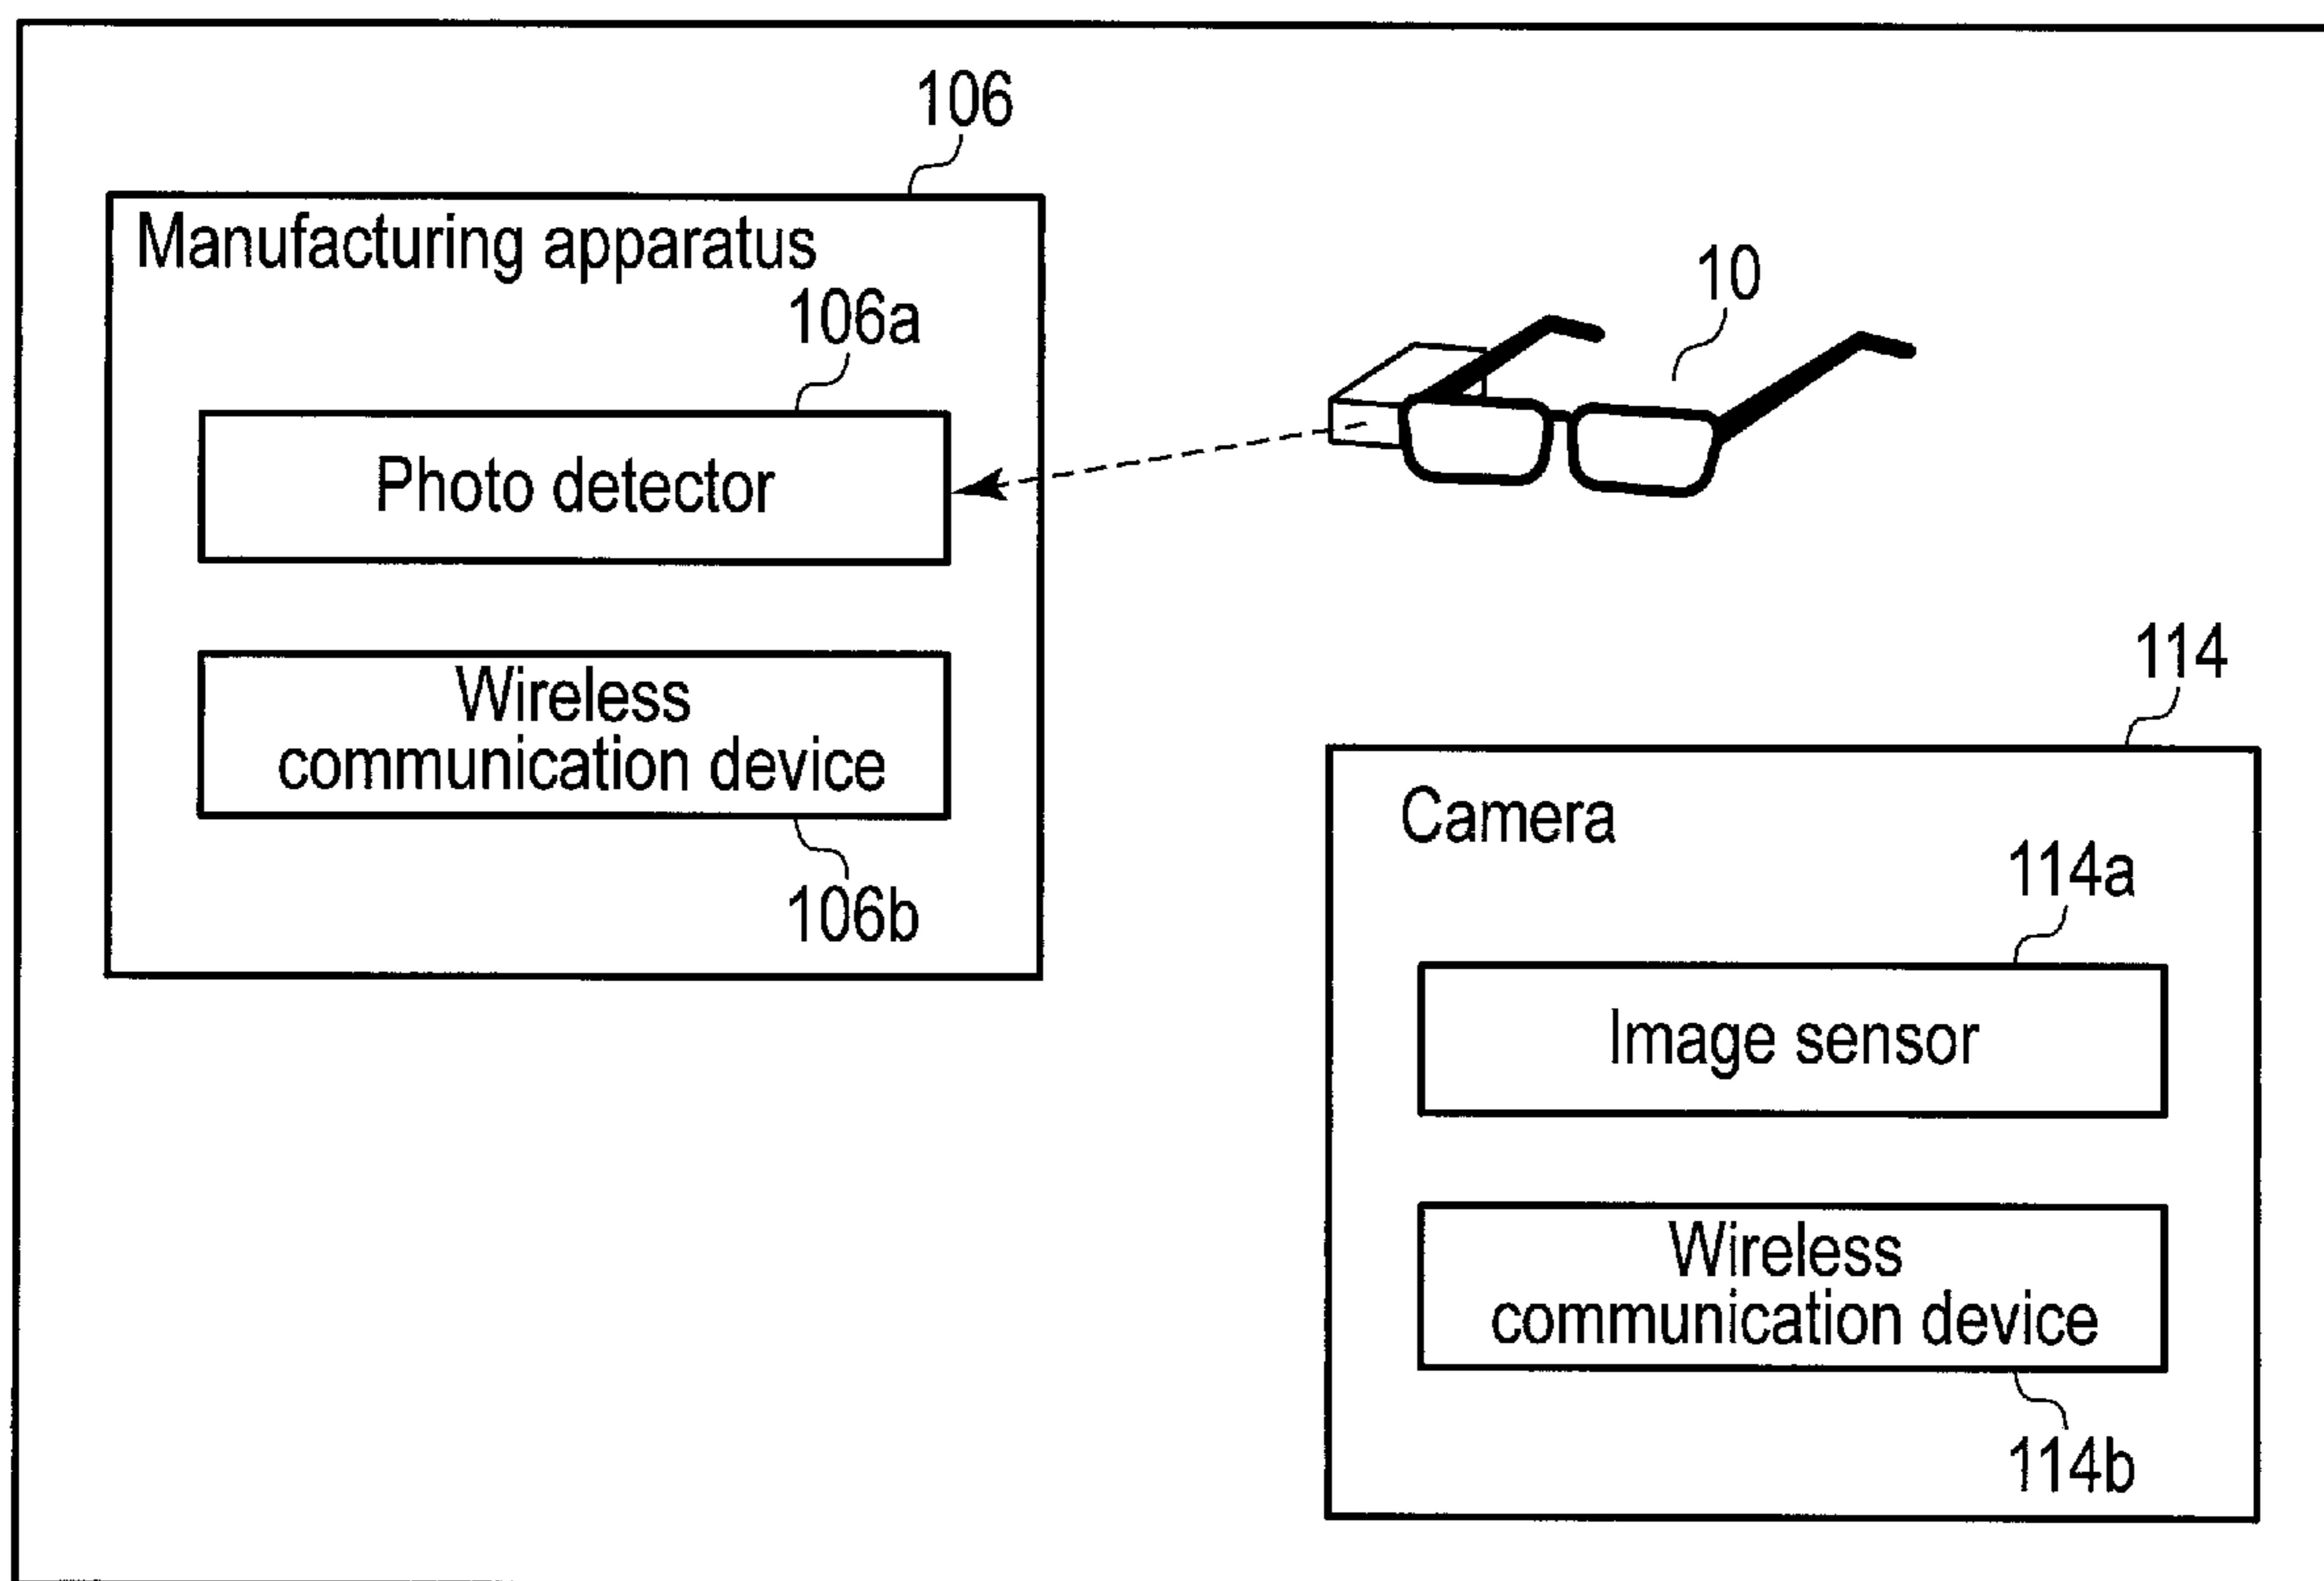 106
Manufacturing apparatus
106a
Photo detector
Wireless
communication device
106b
10
114
Camera
114a
Image sensor
Wireless
communication device
114b